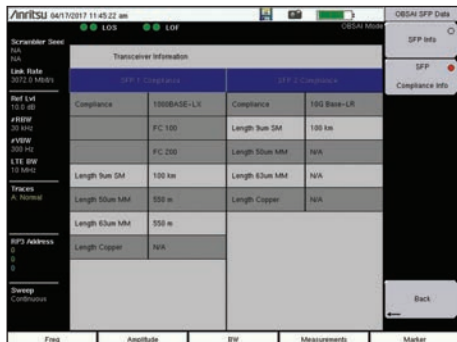 Anritsu 04/17/2017 11:45:22 am
OBSAI SFP Data
LOS LOF
OBSAI Mode
Scrambler Seed
NA
NA
Link Rate
3072.0 Mbit/s
Ref Lvl
10.0 dB
#RBW
30 kHz
#VBW
300 Hz
LTE BW
10 MHz
Traces
A: Normal
RP3 Address
0
0
0
Sweep
Continuous
Transceiver Information
SFP 1 Compliance SFP 2 Compliance
Compliance 1000BASE-LX Compliance 10G Base-LR
FC 100 Length 9um SM 100 km
FC 200 Length 50um MM N/A
Length 9um SM 100 km Length 63um MM N/A
Length 50um MM 550 m Length Copper N/A
Length 63um MM 550 m
Length Copper N/A
SFP Info
SFP
Compliance Info
Back
Freq Amplitude BW Measurements Marker